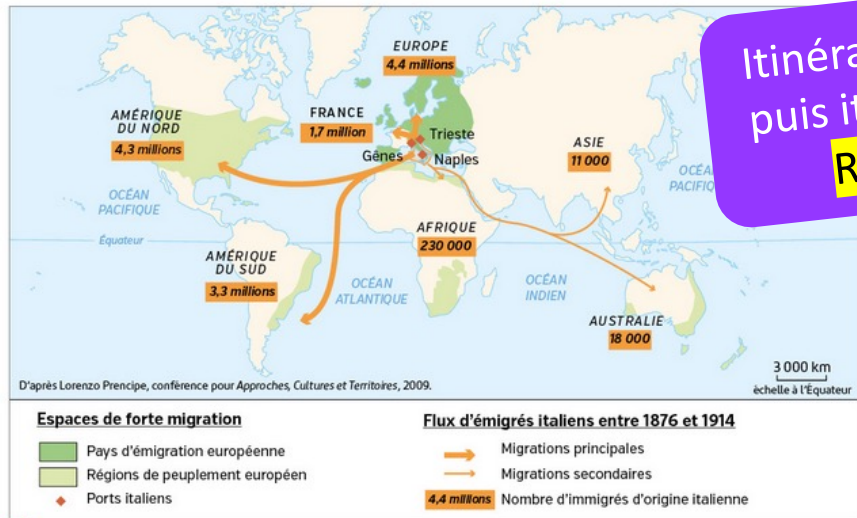 EUROPE
4,4 millions
AMÉRIQUE
DU NORD
4,3 millions
FRANCE
1,7 million
Trieste
Gênes
Naples
ASIE
11 000
OCÉAN
PACIFIQUE
OCÉAN
Équateur
AFRIQUE
230 000
AMÉRIQUE
DU SUD
3,3 millions
OCÉAN
ATLANTIQUE
OCÉAN
INDIEN
AUSTRALIE
18 000
3 000 km
échelle à l'Équateur
D'après Lorenzo Prencipe, conférence pour Approches, Cultures et Territoires, 2009.
Espaces de forte migration
Pays d'émigration européenne
Régions de peuplement européen
Ports italiens
Flux d'émigrés italiens entre 1876 et 1914
Migrations principales
Migrations secondaires
4,4 millions Nombre d'immigrés d'origine italienne
puis